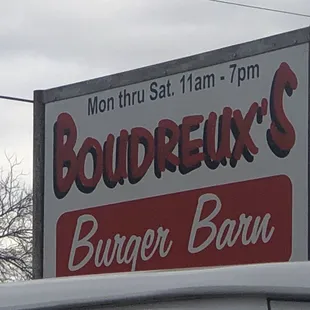 Mon thru Sat. 11am - 7pm
BOUDREUX'S
Burger Barn